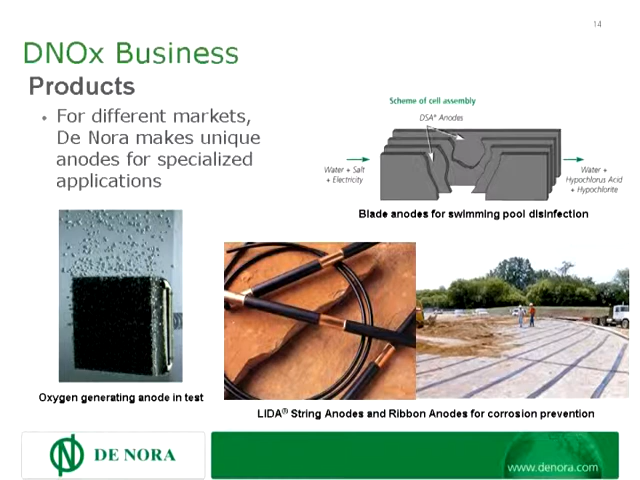 14
DNOx Business
Products
• For different markets,
De Nora makes unique
anodes for specialized
applications
Scheme of cell assembly
DSA® Anodes
Water + Salt
+ Electricity
Water +
Hypochlorus Acid
+ Hypochlorite
Blade anodes for swimming pool disinfection
Oxygen generating anode in test
LIDA® String Anodes and Ribbon Anodes for corrosion prevention
DE NORA
www.denora.com